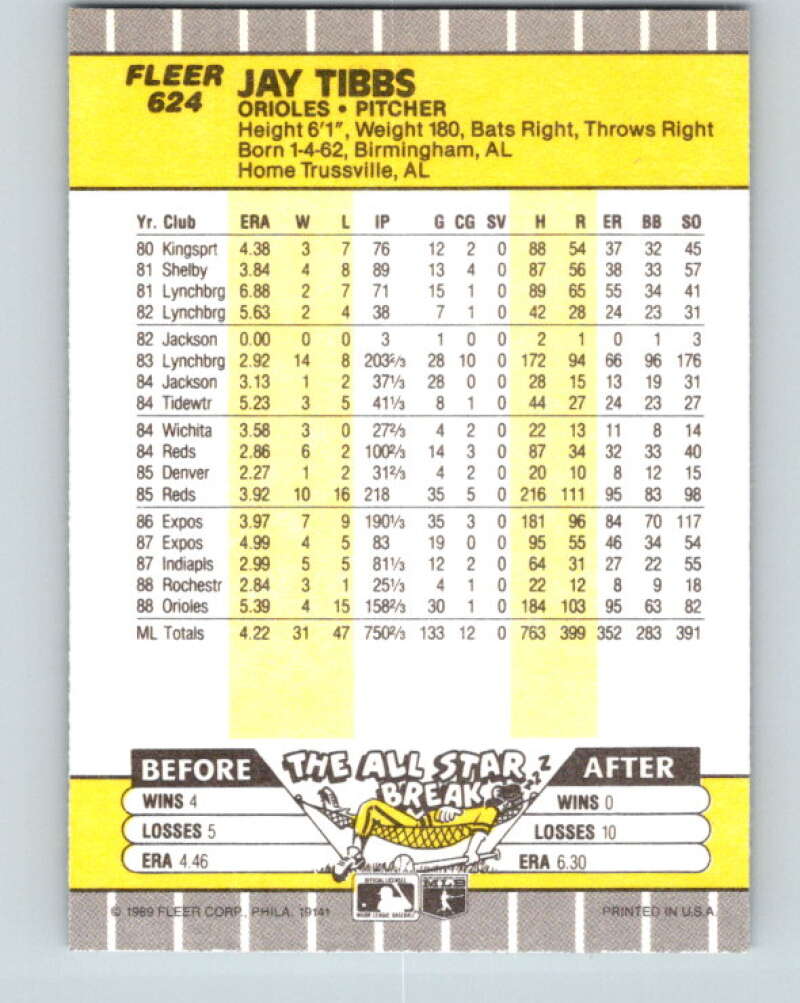 FLEER
624
JAY TIBBS
ORIOLES • PITCHER
Height 6'1", Weight 180, Bats Right, Throws Right
Born 1-4-62, Birmingham, AL
Home Trussville, AL
Yr. Club ERA W L IP G CG SV H R ER BB SO
80 Kingsprt 4.38 3 7 76 12 2 0 88 54 37 32 45
81 Shelby 3.84 4 8 89 13 4 0 87 56 38 33 57
81 Lynchbrg 6.88 2 7 71 15 1 0 89 65 55 34 41
82 Lynchbrg 5.63 2 4 38 7 1 0 42 28 24 23 31
82 Jackson 0.00 0 0 3 1 0 0 2 1 0 1 3
83 Lynchbrg 2.92 14 8 203⅔ 28 10 0 172 94 66 96 176
84 Jackson 3.13 1 2 37⅓ 28 0 0 28 15 13 19 31
84 Tidewtr 5.23 3 5 41⅓ 8 1 0 44 27 24 23 27
84 Wichita 3.58 3 0 27⅔ 4 2 0 22 13 11 8 14
84 Reds 2.86 6 2 100⅔ 14 3 0 87 34 32 33 40
85 Denver 2.27 1 2 31⅔ 4 2 0 20 10 8 12 15
85 Reds 3.92 10 16 218 35 5 0 216 111 95 83 98
86 Expos 3.97 7 9 190⅓ 35 3 0 181 96 84 70 117
87 Expos 4.99 4 5 83 19 0 0 95 55 46 34 54
87 Indiapls 2.99 5 5 81⅓ 12 2 0 64 31 27 22 55
88 Rochestr 2.84 3 1 25⅓ 4 1 0 22 12 8 9 18
88 Orioles 5.39 4 15 158⅔ 30 1 0 184 103 95 63 82
ML Totals 4.22 31 47 750⅔ 133 12 0 763 399 352 283 391
BEFORE THE ALL STAR BREAK ZZZ AFTER
WINS 4 WINS 0
LOSSES 5 LOSSES 10
ERA 4.46 ERA 6.30
OFFICIAL LICENSEE
MAJOR LEAGUE BASEBALL
MLB
© 1989 FLEER CORP., PHILA. 19141 PRINTED IN U.S.A.